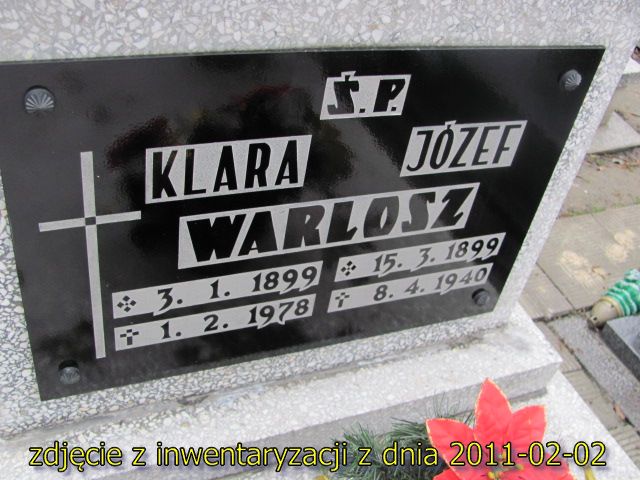 Ś.P.
KLARA JÓZEF
WARLOSZ
3. 1. 1899 15. 3. 1899
1. 2. 1978 8. 4. 1940
zdjęcie z inwentaryzacji z dnia 2011-02-02